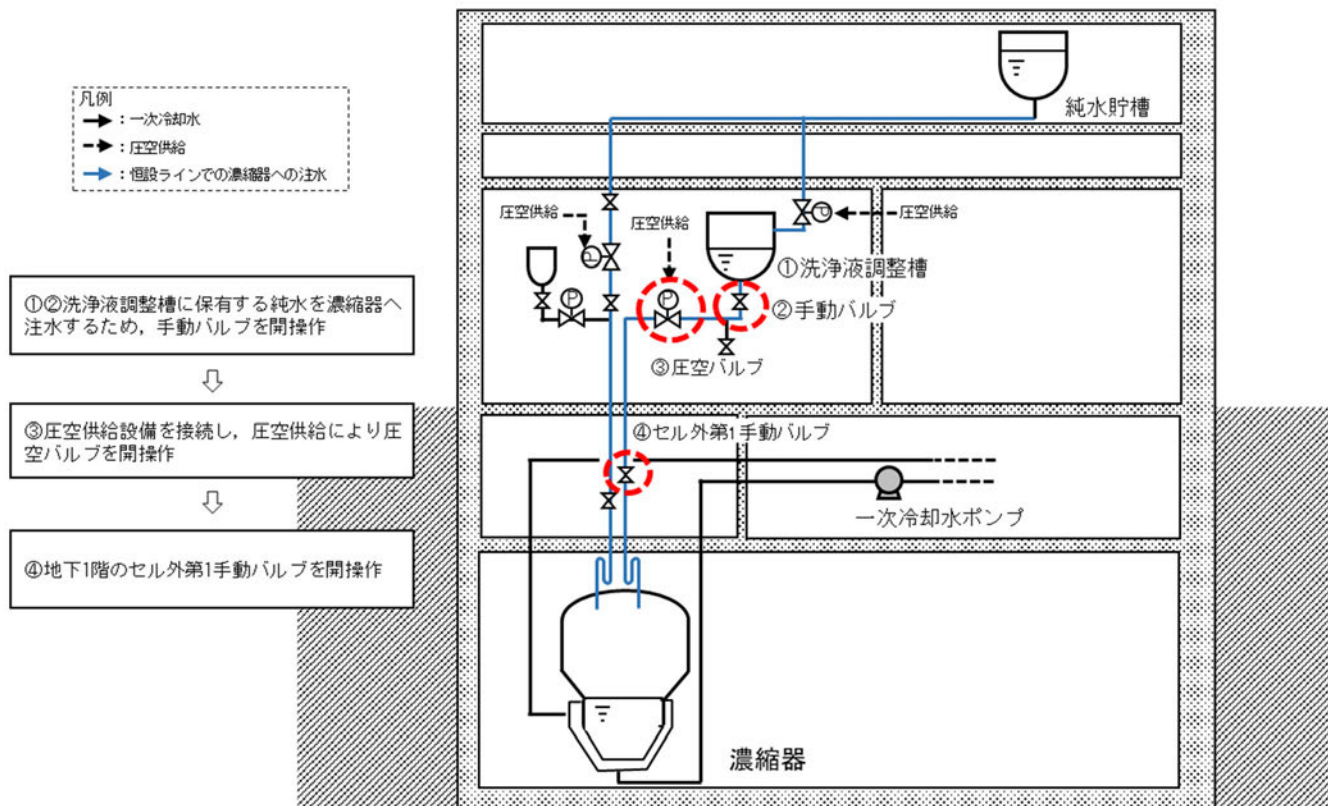 凡例
：一次冷却水
：圧空供給
：恒設ラインでの濃縮器への注水
①②洗浄液調整槽に保有する純水を濃縮器へ
注水するため，手動バルブを開操作
③圧空供給設備を接続し，圧空供給により圧
空バルブを開操作
④地下1階のセル外第1手動バルブを開操作
純水貯槽
圧空供給
圧空供給
圧空供給
P
P
P
P
①洗浄液調整槽
②手動バルブ
③圧空バルブ
④セル外第1手動バルブ
一次冷却水ポンプ
濃縮器